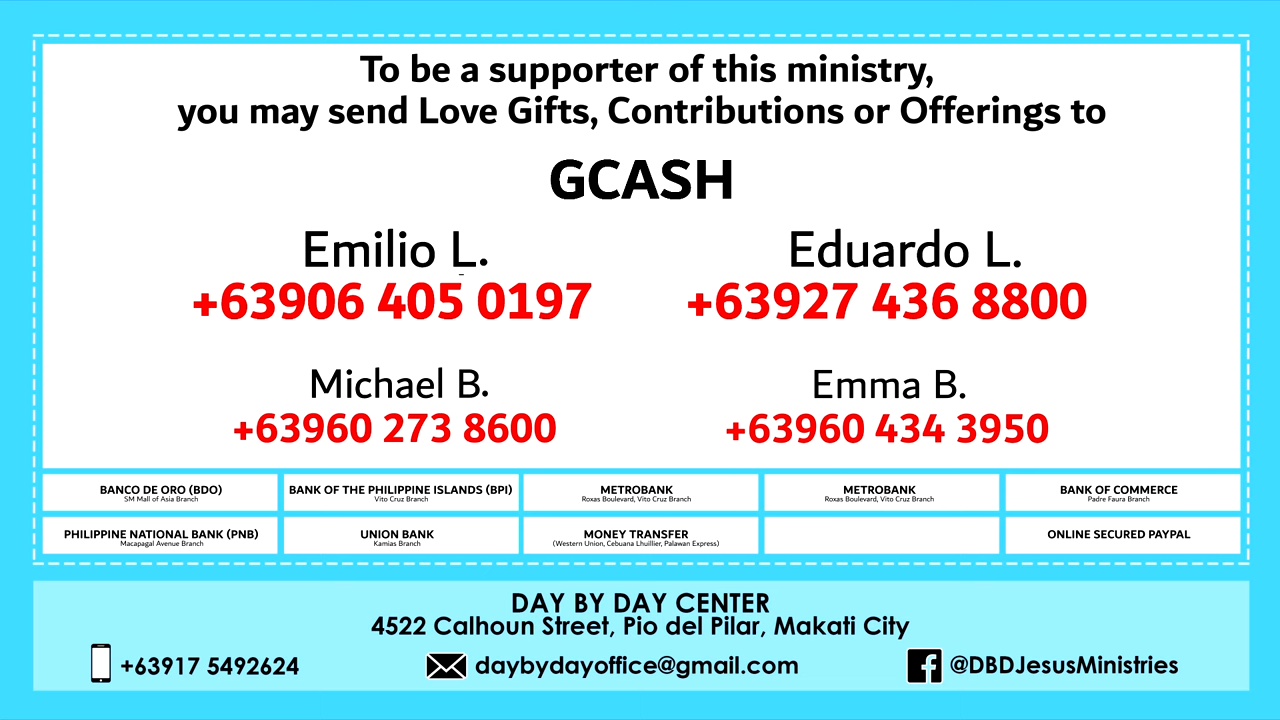 To be a supporter of this ministry,
you may send Love Gifts, Contributions or Offerings to
GCASH
Emilio L.
+63906 405 0197
Eduardo L.
+63927 436 8800
Michael B.
+63960 273 8600
Emma B.
+63960 434 3950
BANCO DE ORO (BDO)
SM Mall of Asia Branch
BANK OF THE PHILIPPINE ISLANDS (BPI)
Vito Cruz Branch
METROBANK
Roxas Boulevard, Vito Cruz Branch
METROBANK
Roxas Boulevard, Vito Cruz Branch
BANK OF COMMERCE
Padre Faura Branch
PHILIPPINE NATIONAL BANK (PNB)
Macapagal Avenue Branch
UNION BANK
Kamias Branch
MONEY TRANSFER
(Western Union, Cebuana Lhuillier, Palawan Express)
ONLINE SECURED PAYPAL
DAY BY DAY CENTER
4522 Calhoun Street, Pio del Pilar, Makati City
+63917 5492624
daybydayoffice@gmail.com
@DBDJesusMinistries